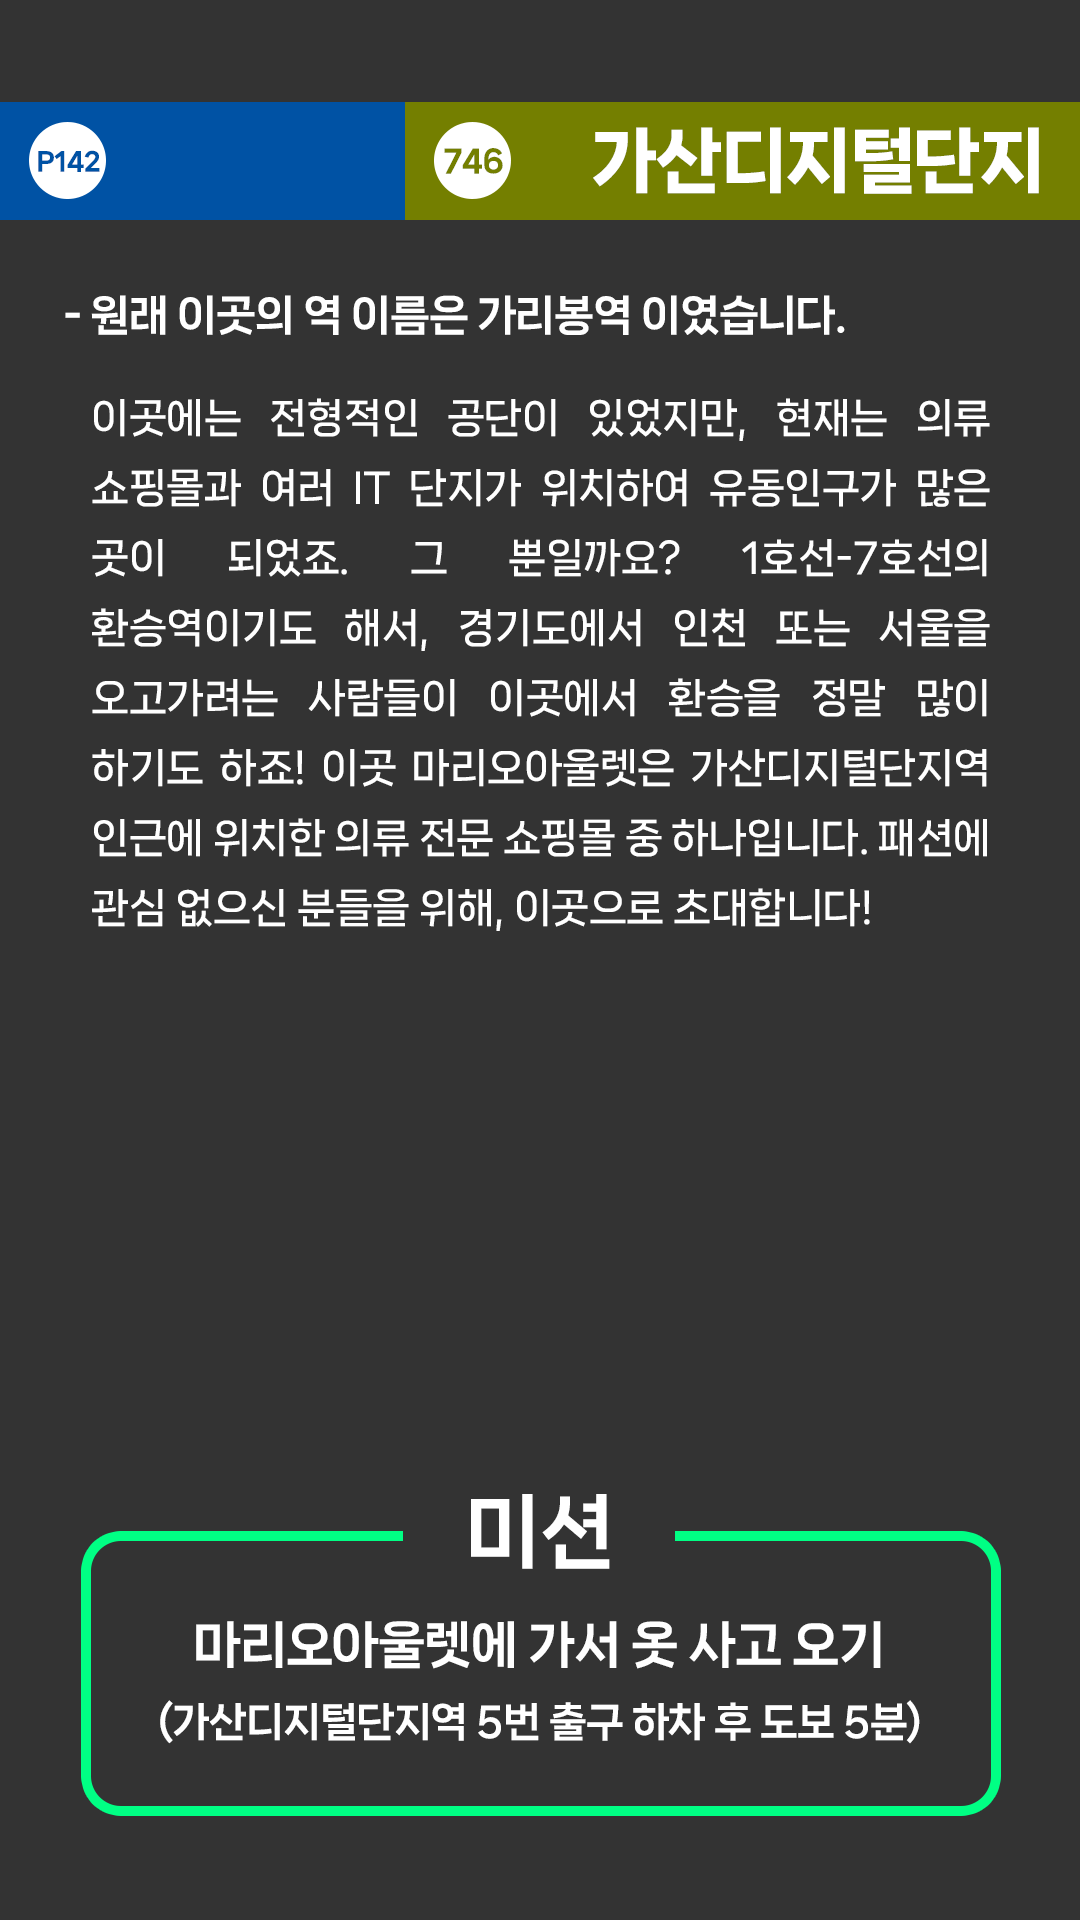 P142
746
가산디지털단지
- 원래 이곳의 역 이름은 가리봉역 이였습니다.
이곳에는 전형적인 공단이 있었지만, 현재는 의류
쇼핑몰과 여러 IT 단지가 위치하여 유동인구가 많은
곳이 되었죠. 그 뿐일까요? 1호선-7호선의
환승역이기도 해서, 경기도에서 인천 또는 서울을
오고가려는 사람들이 이곳에서 환승을 정말 많이
하기도 하죠! 이곳 마리오아울렛은 가산디지털단지역
인근에 위치한 의류 전문 쇼핑몰 중 하나입니다. 패션에
관심 없으신 분들을 위해, 이곳으로 초대합니다!
미션
마리오아울렛에 가서 옷 사고 오기
(가산디지털단지역 5번 출구 하차 후 도보 5분)